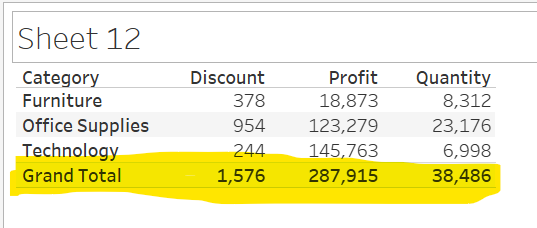 Sheet 12
Category Discount Profit Quantity
Furniture 378 18,873 8,312
Office Supplies 954 123,279 23,176
Technology 244 145,763 6,998
Grand Total 1,576 287,915 38,486